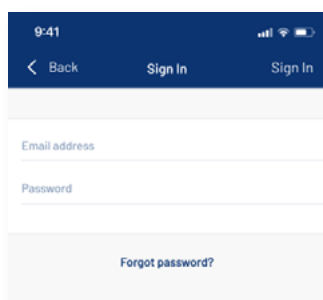 9:41
Back Sign In Sign In
Email address
Password
Forgot password?